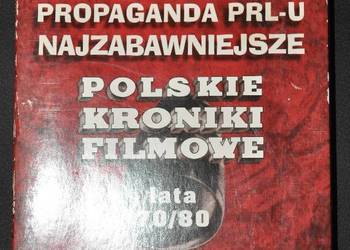 PROPAGANDA PRL-U
NAJZABAWNIEJSZE
POLSKIE
KRONIKI
FILMOWE
lata
70/80